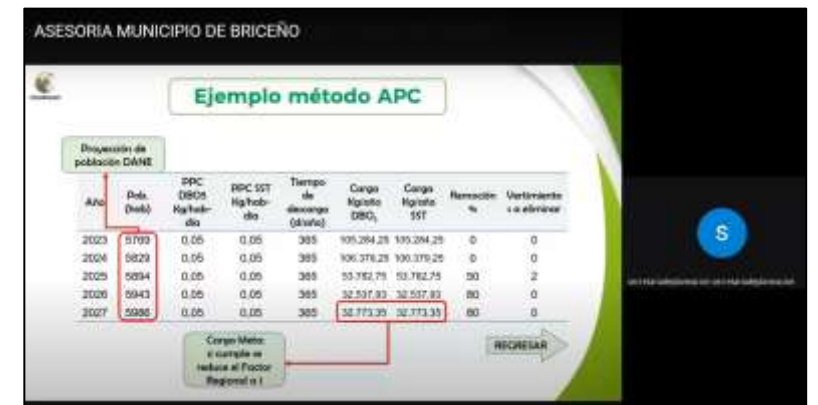 ASESORIA MUNICIPIO DE BRICEÑO
Ejemplo método APC
Proyección de
población DANE
Año
Pob.
(hab)
PPC
DBO5
Kg/hab-
dia
PPC SST
Kg/hab-
dia
Tiempo
de
descarga
(d/año)
Carga
Kg/año
DBO₅
Carga
Kg/año
SST
Remoción
%
Vertimiento
s a eliminar
2023 5769 0,05 0,05 365 105.284,25 105.284,25 0 0
2024 5829 0,05 0,05 365 106.379,25 106.379,25 0 0
2025 5894 0,05 0,05 365 53.782,75 53.782,75 50 2
2026 5943 0,05 0,05 365 32.537,93 32.537,93 0
2027 5986 0,05 0,05 365 32.773,35 32.773,35 0
Carga Meta:
si cumple se
reduce el Factor
Regional a 1
REGRESAR
S